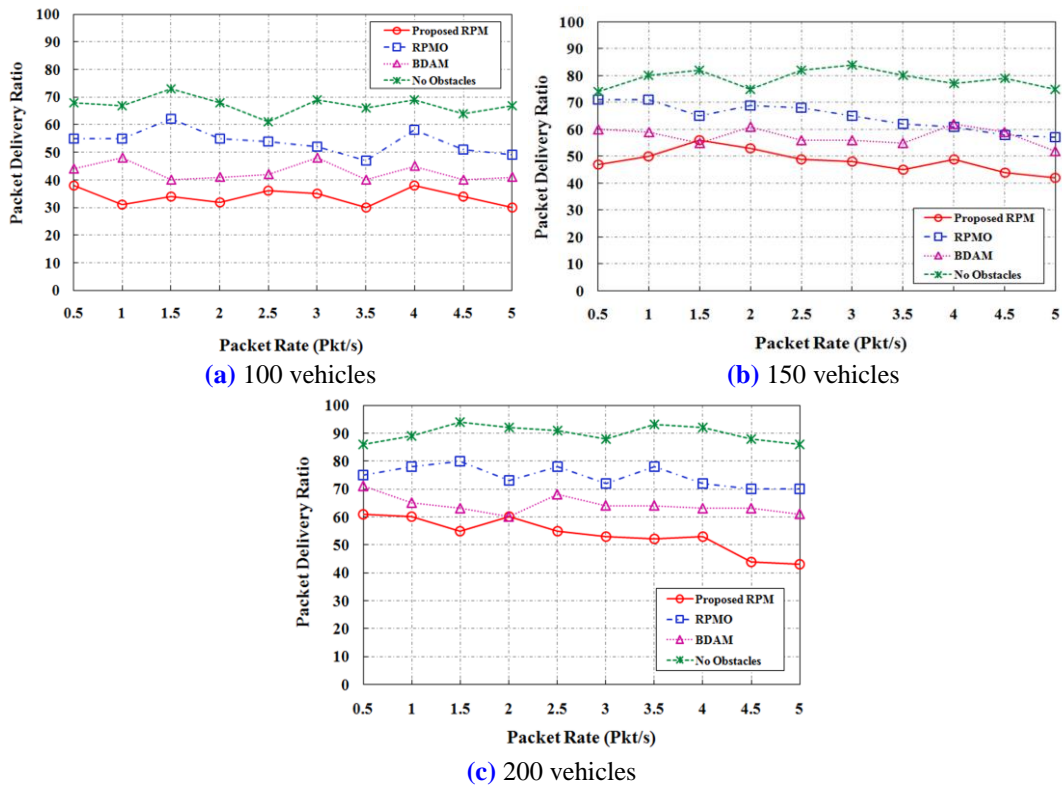 100
90
80
70
60
50
40
30
20
10
0
Packet Delivery Ratio
Proposed RPM
RPMO
BDAM
No Obstacles
0.5 1 1.5 2 2.5 3 3.5 4 4.5 5
Packet Rate (Pkt/s)
(a) 100 vehicles
100
90
80
70
60
50
40
30
20
10
0
Packet Delivery Ratio
Proposed RPM
RPMO
BDAM
No Obstacles
0.5 1 1.5 2 2.5 3 3.5 4 4.5 5
Packet Rate (Pkt/s)
(b) 150 vehicles
100
90
80
70
60
50
40
30
20
10
0
Packet Delivery Ratio
Proposed RPM
RPMO
BDAM
No Obstacles
0.5 1 1.5 2 2.5 3 3.5 4 4.5 5
Packet Rate (Pkt/s)
(c) 200 vehicles